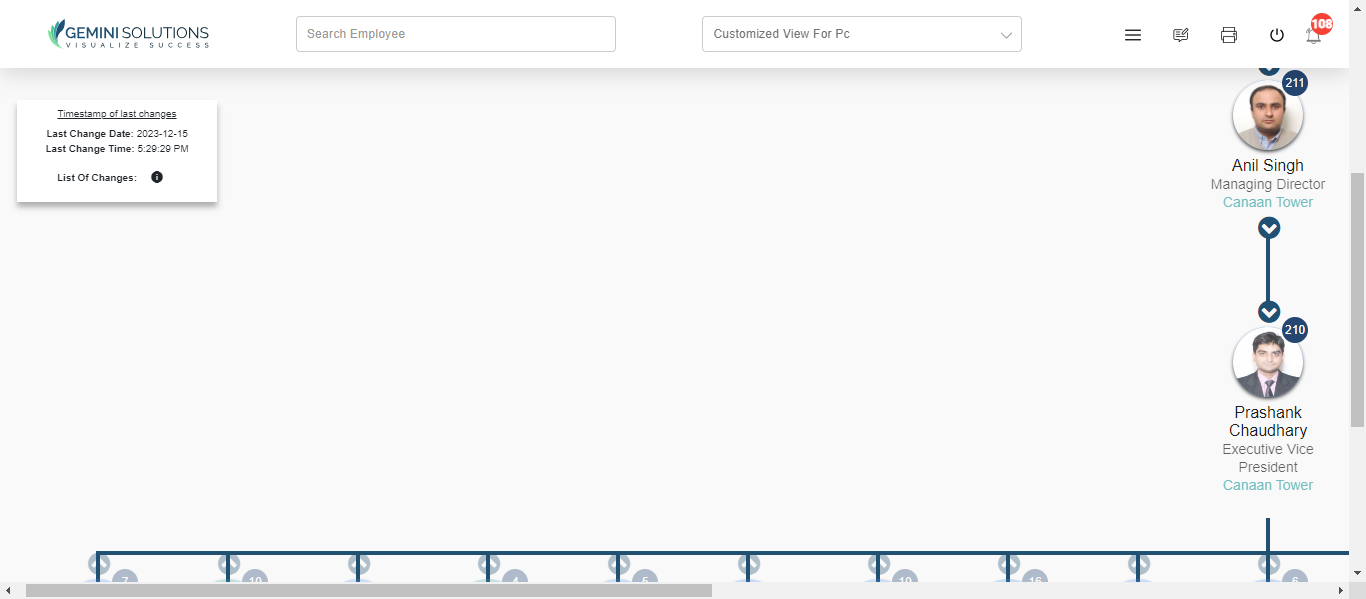 GEMINI SOLUTIONS
VISUALIZE SUCCESS
Search Employee
Customized View For Pc
108
Timestamp of last changes
Last Change Date: 2023-12-15
Last Change Time: 5:29:29 PM
List Of Changes:
211
Anil Singh
Managing Director
Canaan Tower
210
Prashank
Chaudhary
Executive Vice
President
Canaan Tower
7
10
4
5
10
16
6